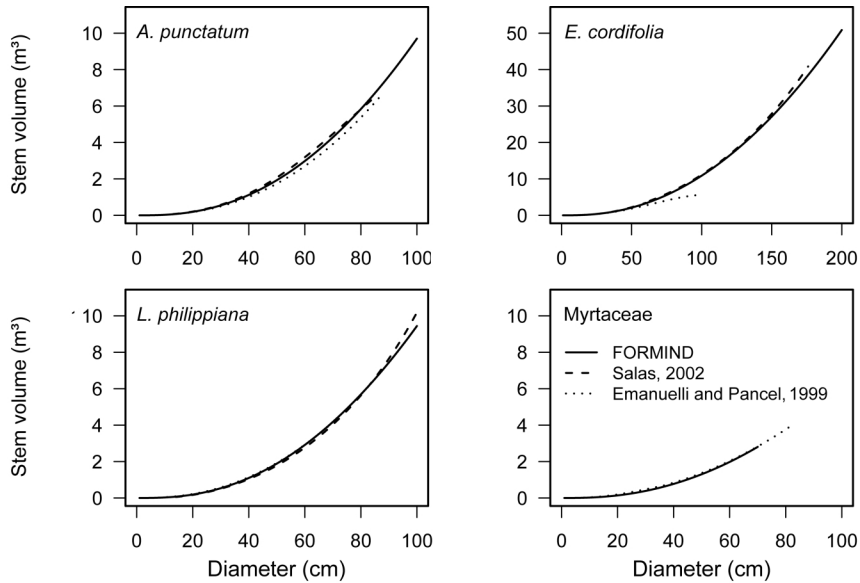 A. punctatum
Stem volume (m³)
10
8
6
4
2
0
0 20 40 60 80 100
E. cordifolia
50
40
30
20
10
0
0 50 100 150 200
L. philippiana
Stem volume (m³)
10
8
6
4
2
0
0 20 40 60 80 100
Diameter (cm)
Myrtaceae
FORMIND
Salas, 2002
Emanuelli and Pancel, 1999
10
8
6
4
2
0
0 20 40 60 80 100
Diameter (cm)